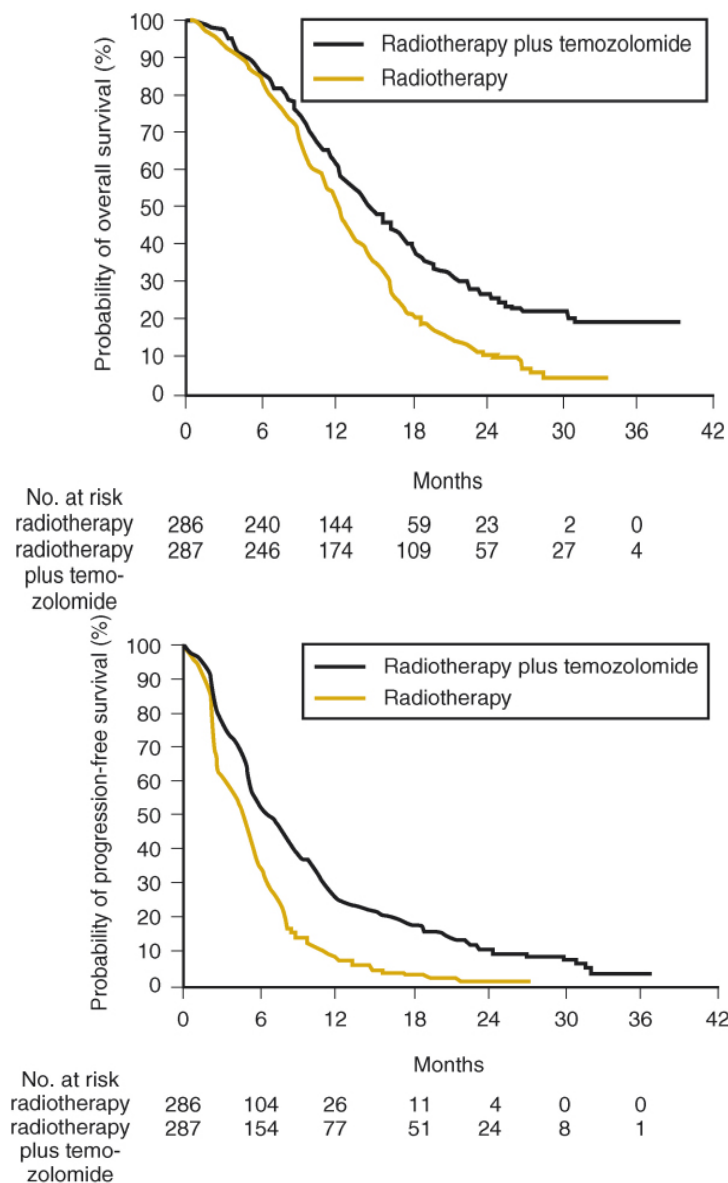 Probability of overall survival (%)
100
90
80
70
60
50
40
30
20
10
0
Radiotherapy plus temozolomide
Radiotherapy
0 6 12 18 24 30 36 42
Months
No. at risk
radiotherapy 286 240 144 59 23 2 0
radiotherapy 287 246 174 109 57 27 4
plus temo-
zolomide
Probability of progression-free survival (%)
100
90
80
70
60
50
40
30
20
10
0
Radiotherapy plus temozolomide
Radiotherapy
0 6 12 18 24 30 36 42
Months
No. at risk
radiotherapy 286 104 26 11 4 0 0
radiotherapy 287 154 77 51 24 8 1
plus temo-
zolomide